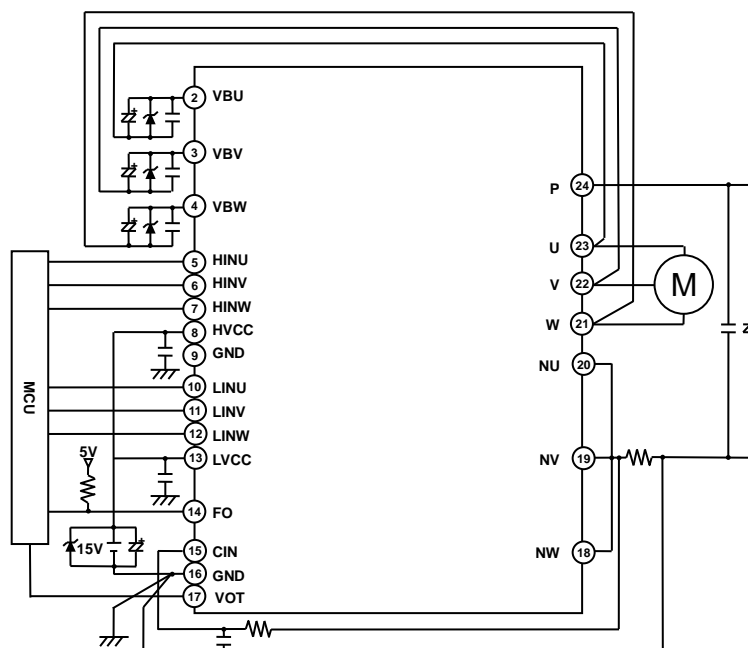 2 VBU
3 VBV
4 VBW
5 HINU
6 HINV
7 HINW
8 HVCC
9 GND
10 LINU
11 LINV
12 LINW
13 LVCC
14 FO
15 CIN
16 GND
17 VOT
MCU
5V
15V
+
+
+
+
P 24
U 23
V 22
W 21
NU 20
NV 19
NW 18
M